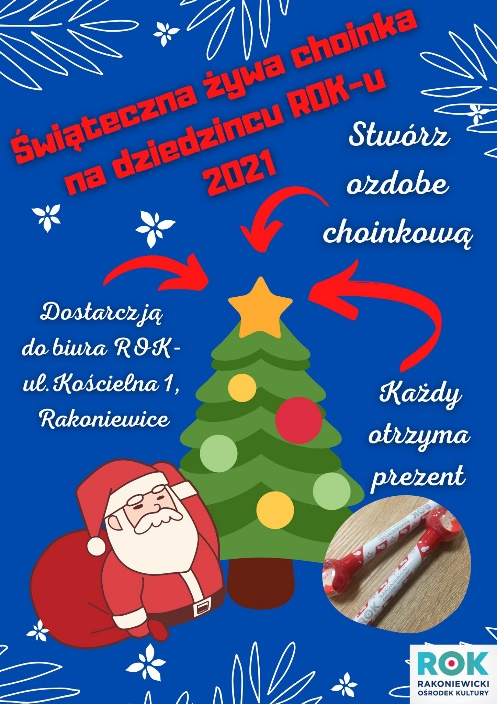 Świąteczna żywa choinka
na dziedzincu ROK-u
2021
Stwórz
ozdobe
choinkową
Dostarcz ją
do biura ROK-
ul. Kościelna 1,
Rakoniewice
Każdy
otrzyma
prezent
ROK
RAKONIEWICKI
OŚRODEK KULTURY